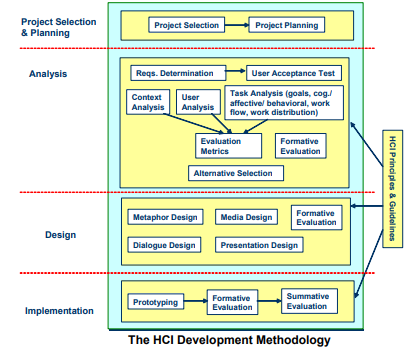 Project Selection
& Planning
Project Selection
Project Planning
Analysis
Reqs. Determination
User Acceptance Test
Context
Analysis
User
Analysis
Task Analysis (goals, cog./
affective/ behavioral, work
flow, work distribution)
Evaluation
Metrics
Formative
Evaluation
Alternative Selection
HCI Principles & Guidelines
Design
Metaphor Design
Media Design
Formative
Evaluation
Dialogue Design
Presentation Design
Implementation
Prototyping
Formative
Evaluation
Summative
Evaluation
The HCI Development Methodology